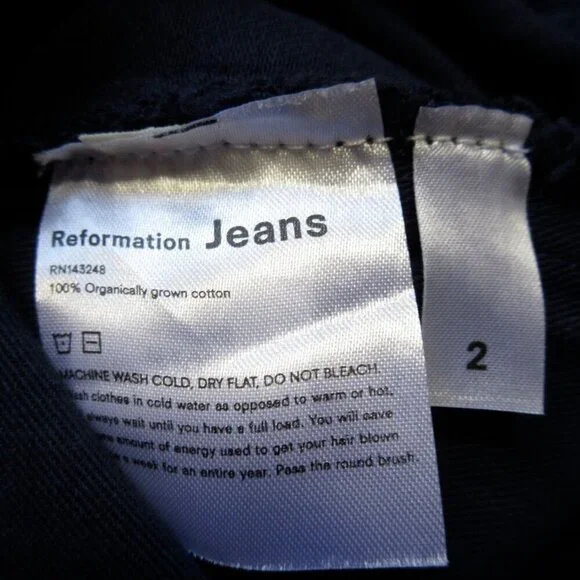 Reformation Jeans
RN143248
100% Organically grown cotton
MACHINE WASH COLD, DRY FLAT, DO NOT BLEACH.
clothes in cold water as opposed to warm or hot,
always wait until you have a full load. You will save
amount of energy used to get your hair blown
a week for an entire year. Pass the round brush.
2